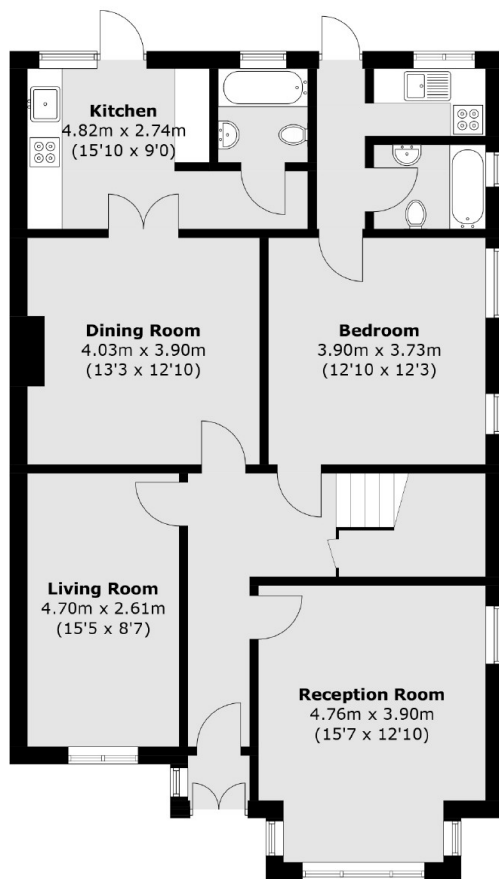 Kitchen
4.82m x 2.74m
(15'10 x 9'0)
Dining Room
4.03m x 3.90m
(13'3 x 12'10)
Bedroom
3.90m x 3.73m
(12'10 x 12'3)
Living Room
4.70m x 2.61m
(15'5 x 8'7)
Reception Room
4.76m x 3.90m
(15'7 x 12'10)